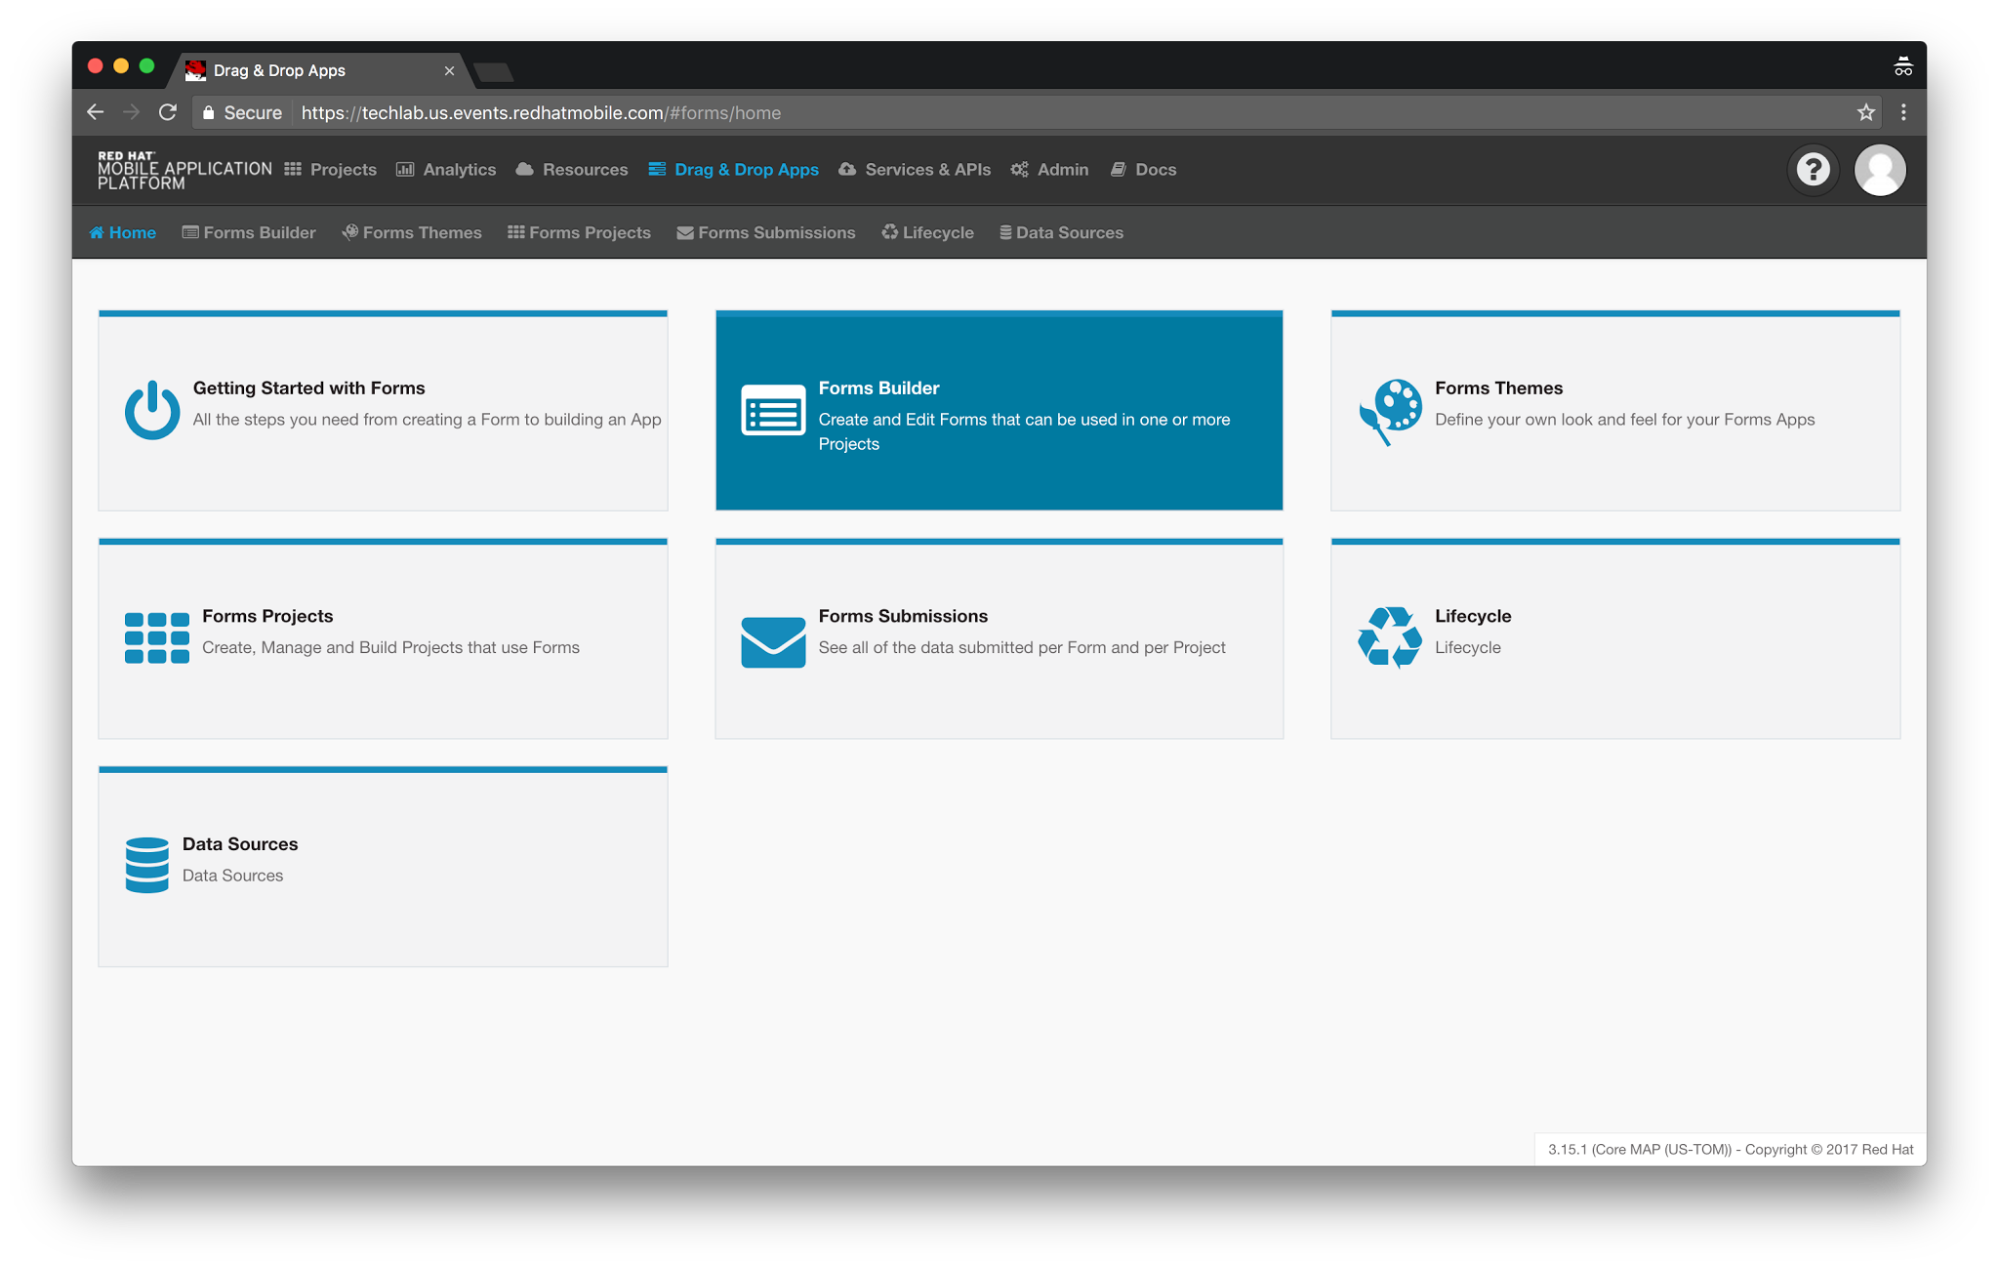 Drag & Drop Apps
Secure https://techlab.us.events.redhatmobile.com/#forms/home
RED HAT
MOBILE APPLICATION
PLATFORM
Projects Analytics Resources Drag & Drop Apps Services & APIs Admin Docs
Home Forms Builder Forms Themes Forms Projects Forms Submissions Lifecycle Data Sources
Getting Started with Forms
All the steps you need from creating a Form to building an App
Forms Builder
Create and Edit Forms that can be used in one or more
Projects
Forms Themes
Define your own look and feel for your Forms Apps
Forms Projects
Create, Manage and Build Projects that use Forms
Forms Submissions
See all of the data submitted per Form and per Project
Lifecycle
Lifecycle
Data Sources
Data Sources
3.15.1 (Core MAP (US-TOM)) - Copyright © 2017 Red Hat